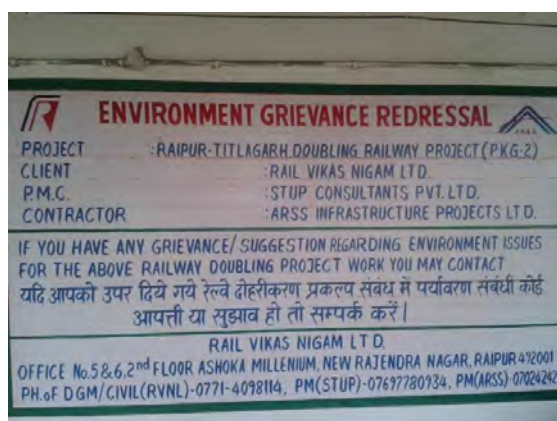 ENVIRONMENT GRIEVANCE REDRESSAL
PROJECT :RAIPUR-TITLAGARH DOUBLING RAILWAY PROJECT (PKG-2)
CLIENT :RAIL VIKAS NIGAM LTD.
P.M.C. :STUP CONSULTANTS PVT. LTD.
CONTRACTOR :ARSS INFRASTRUCTURE PROJECTS LTD.
IF YOU HAVE ANY GRIEVANCE/ SUGGESTION REGARDING ENVIRONMENT ISSUES
FOR THE ABOVE RAILWAY DOUBLING PROJECT WORK YOU MAY CONTACT
यदि आपको उपर दिये गये रेल्वे दोहरीकरण प्रकल्प संबंध में पर्यावरण संबंधी कोई
आपत्ती या सुझाव हो तो सम्पर्क करें।
RAIL VIKAS NIGAM LTD.
OFFICE No.5&6,2nd FLOOR ASHOKA MILLENIUM, NEW RAJENDRA NAGAR, RAIPUR 492001
PH.OF DGM/CIVIL(RVNL)-0771-4098114, PM(STUP)-07697780934, PM(ARSS)-